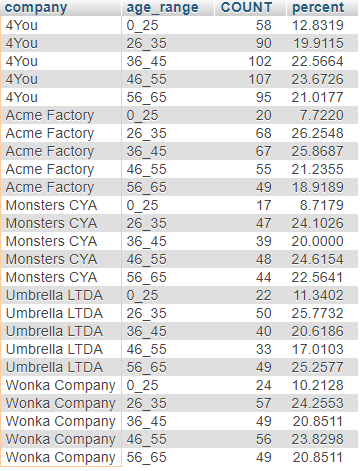 company age_range COUNT percent
4You 0_25 58 12.8319
4You 26_35 90 19.9115
4You 36_45 102 22.5664
4You 46_55 107 23.6726
4You 56_65 95 21.0177
Acme Factory 0_25 20 7.7220
Acme Factory 26_35 68 26.2548
Acme Factory 36_45 67 25.8687
Acme Factory 46_55 55 21.2355
Acme Factory 56_65 49 18.9189
Monsters CYA 0_25 17 8.7179
Monsters CYA 26_35 47 24.1026
Monsters CYA 36_45 39 20.0000
Monsters CYA 46_55 48 24.6154
Monsters CYA 56_65 44 22.5641
Umbrella LTDA 0_25 22 11.3402
Umbrella LTDA 26_35 50 25.7732
Umbrella LTDA 36_45 40 20.6186
Umbrella LTDA 46_55 33 17.0103
Umbrella LTDA 56_65 49 25.2577
Wonka Company 0_25 24 10.2128
Wonka Company 26_35 57 24.2553
Wonka Company 36_45 49 20.8511
Wonka Company 46_55 56 23.8298
Wonka Company 56_65 49 20.8511